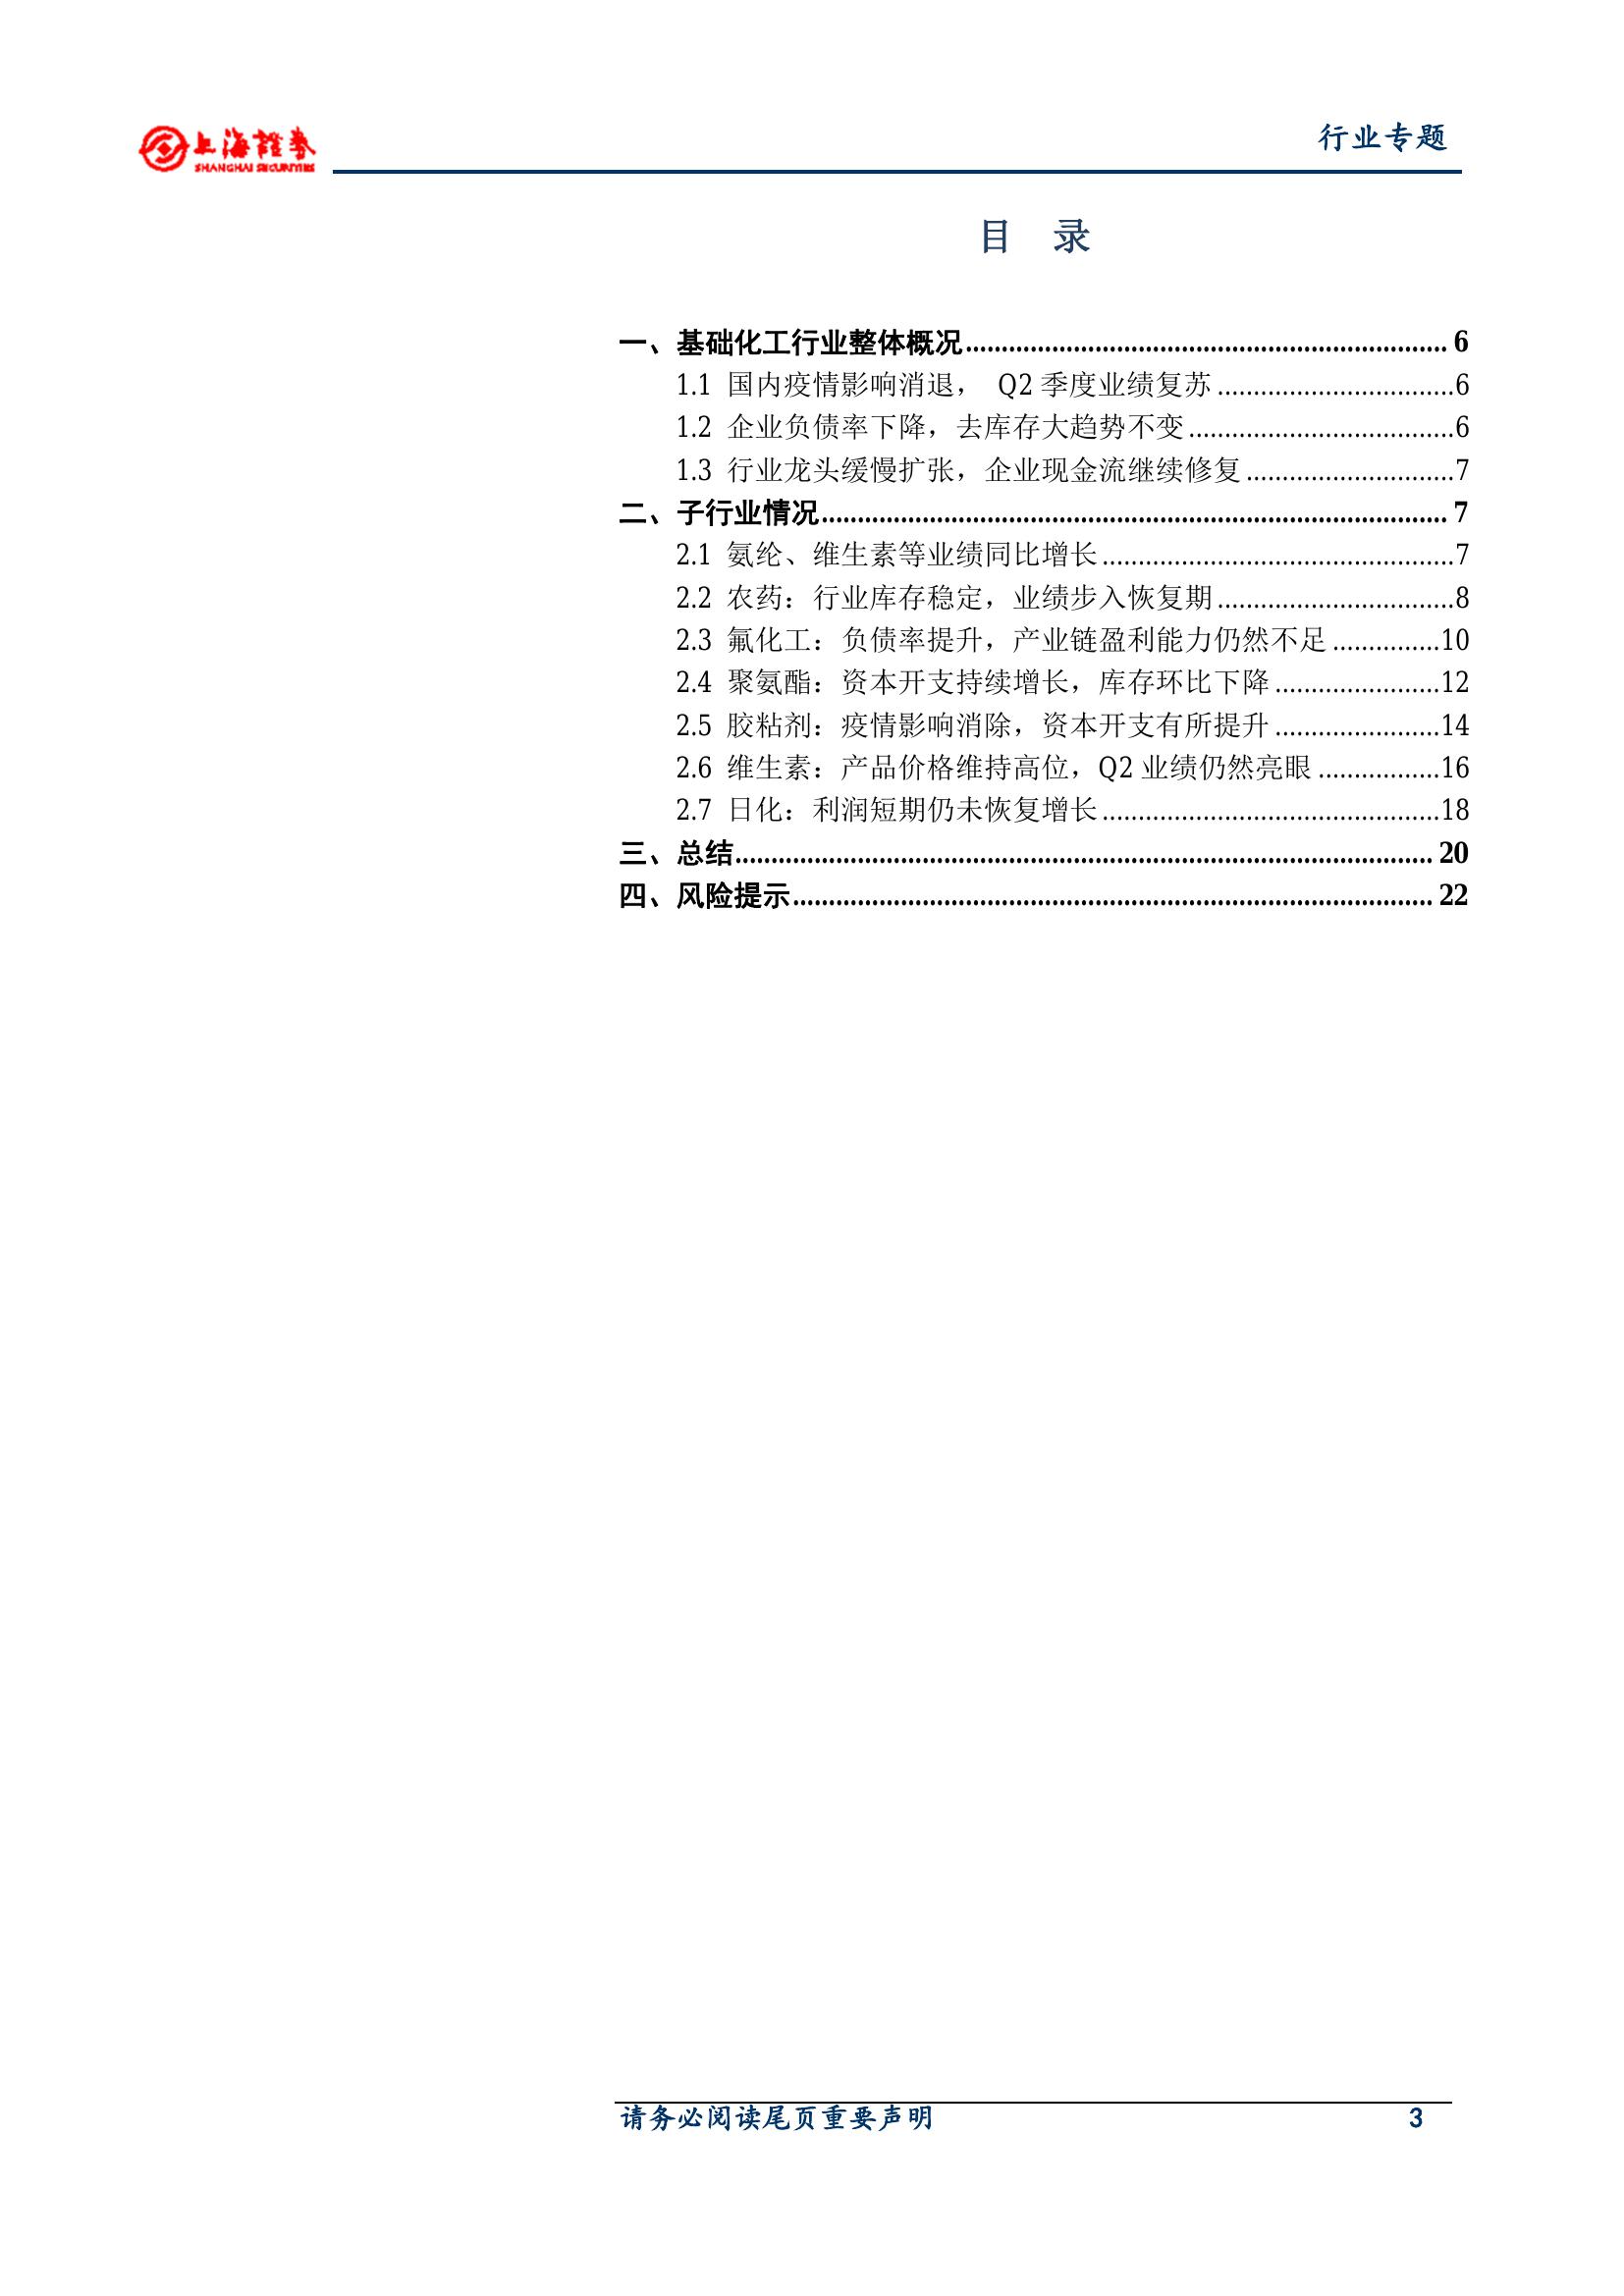 上海證券
SHANGHAI SECURITIES
行业专题
目 录
一、基础化工行业整体概况.................................................................. 6
1.1 国内疫情影响消退， Q2 季度业绩复苏.................................6
1.2 企业负债率下降，去库存大趋势不变.....................................6
1.3 行业龙头缓慢扩张，企业现金流继续修复.............................7
二、子行业情况...................................................................................... 7
2.1 氨纶、维生素等业绩同比增长.................................................7
2.2 农药：行业库存稳定，业绩步入恢复期.................................8
2.3 氟化工：负债率提升，产业链盈利能力仍然不足...............10
2.4 聚氨酯：资本开支持续增长，库存环比下降.......................12
2.5 胶粘剂：疫情影响消除，资本开支有所提升.......................14
2.6 维生素：产品价格维持高位，Q2 业绩仍然亮眼.................16
2.7 日化：利润短期仍未恢复增长...............................................18
三、总结................................................................................................ 20
四、风险提示........................................................................................ 22
请务必阅读尾页重要声明 3